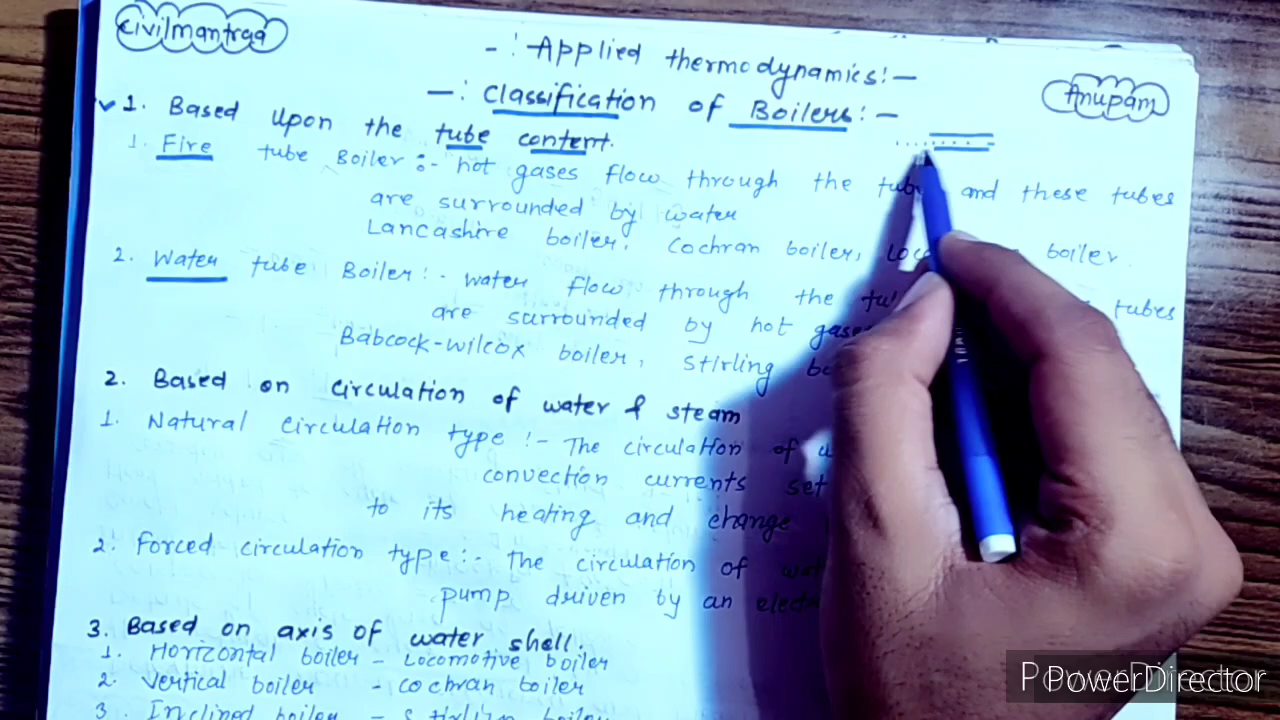 civilmantraa
-: Applied thermodynamics:-
Anupam
-: Classification of Boilers:-
1. Based upon the tube content.
1. Fire tube Boiler:- hot gases flow through the tube and these tubes
are surrounded by water
Lancashire boiler, Cochran boiler, boiler.
2. Water tube Boiler:- water flow through the tubes
are surrounded by hot gases
Babcock-wilcox boiler, Stirling
2. Based on circulation of water & steam
1. Natural circulation type:- The circulation of
convection currents set
to its heating and change
2. Forced circulation type:- The circulation of
pump driven by an
3. Based on axis of water shell.
1. Horizontal boiler - Locomotive boiler
2. Vertical boiler - cochran boiler
3. Inclined boiler - Stirling boiler
PowerDirector